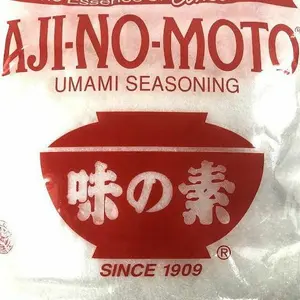 AJI-NO-MOTO®
UMAMI SEASONING
味の素
®
SINCE 1909